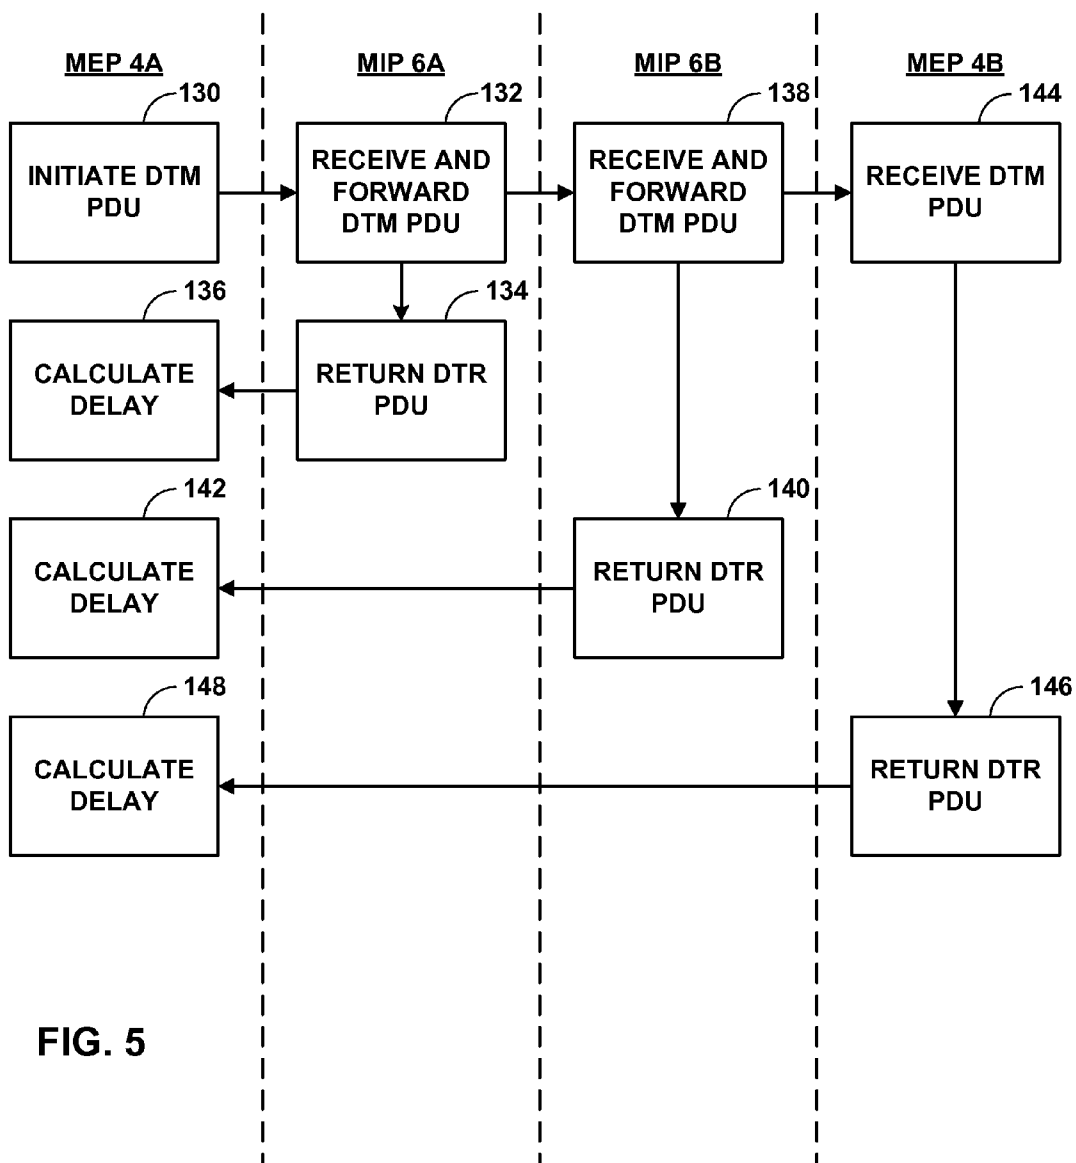 MEP 4A
MIP 6A
MIP 6B
MEP 4B
130
132
138
144
INITIATE DTM
PDU
RECEIVE AND
FORWARD
DTM PDU
RECEIVE AND
FORWARD
DTM PDU
RECEIVE DTM
PDU
136
134
CALCULATE
DELAY
RETURN DTR
PDU
142
140
CALCULATE
DELAY
RETURN DTR
PDU
148
146
CALCULATE
DELAY
RETURN DTR
PDU
FIG. 5